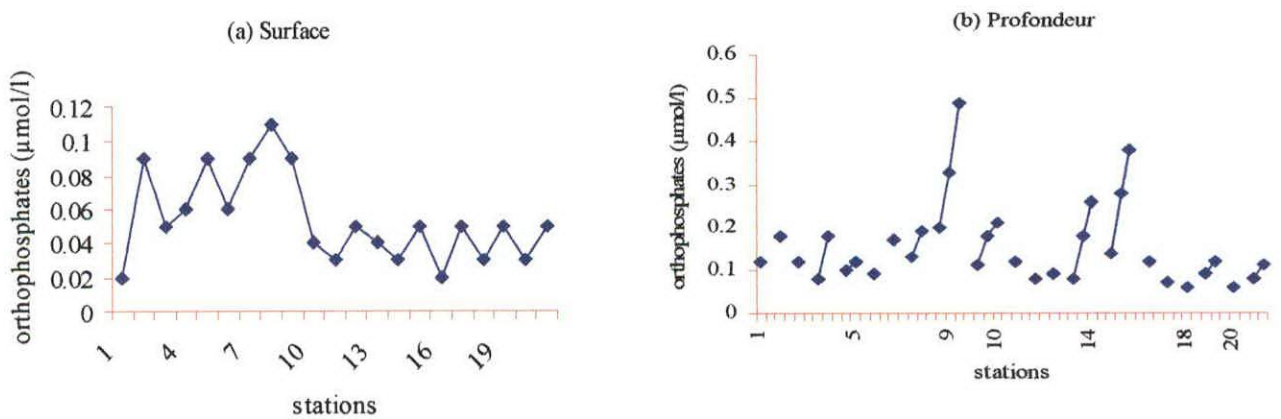 (a) Surface
orthophosphates (µmol/l)
0.12
0.1
0.08
0.06
0.04
0.02
0
1 4 7 10 13 16 19
stations
(b) Profondeur
orthophosphates (µmol/l)
0.6
0.5
0.4
0.3
0.2
0.1
0
1 5 9 10 14 18 20
stations